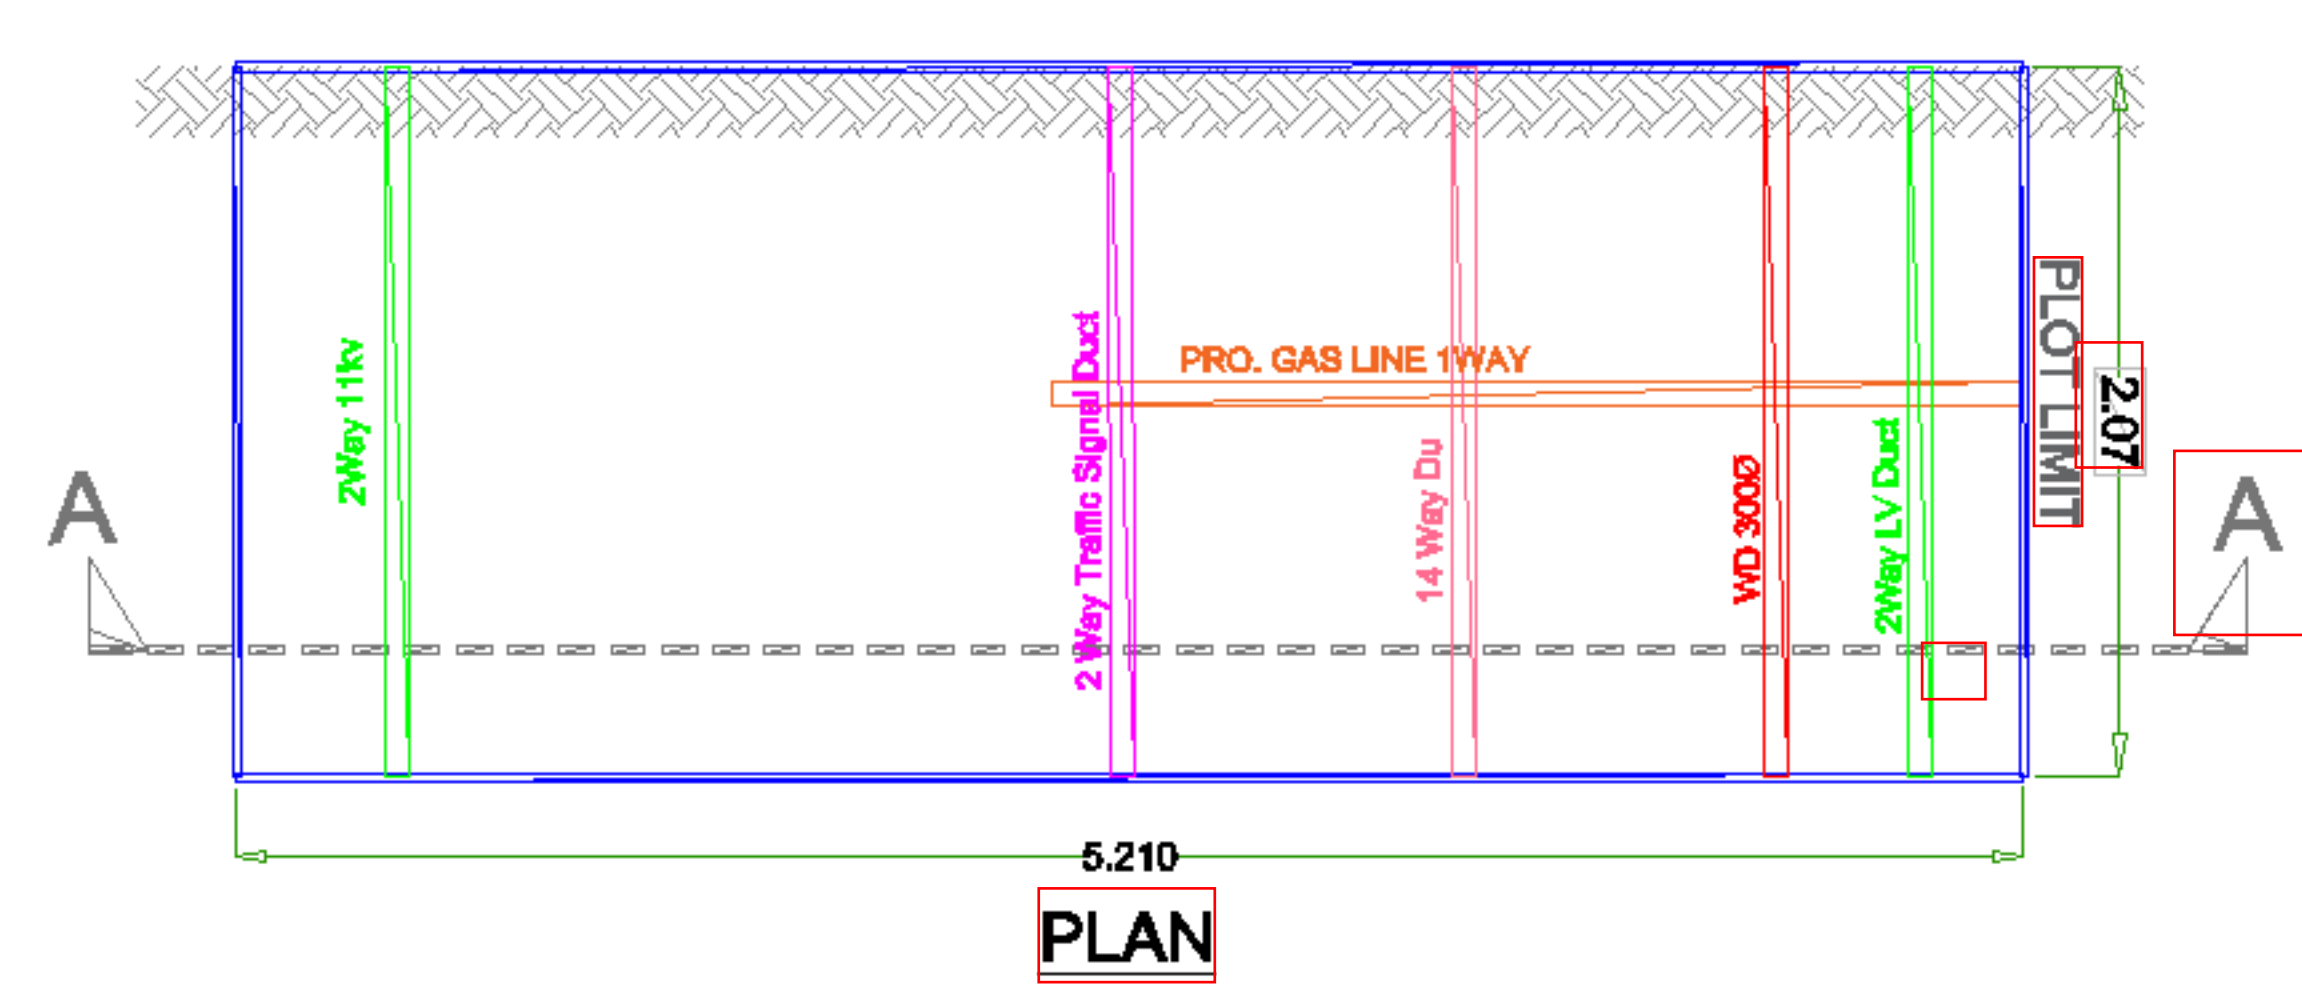 PLOT LIMIT
2Way 11kv
2 Way Traffic Signal Duct
PRO. GAS LINE 1WAY
2.07
14 Way Du
WD 300Ø
2Way LV Duct
A
A
5.210
PLAN